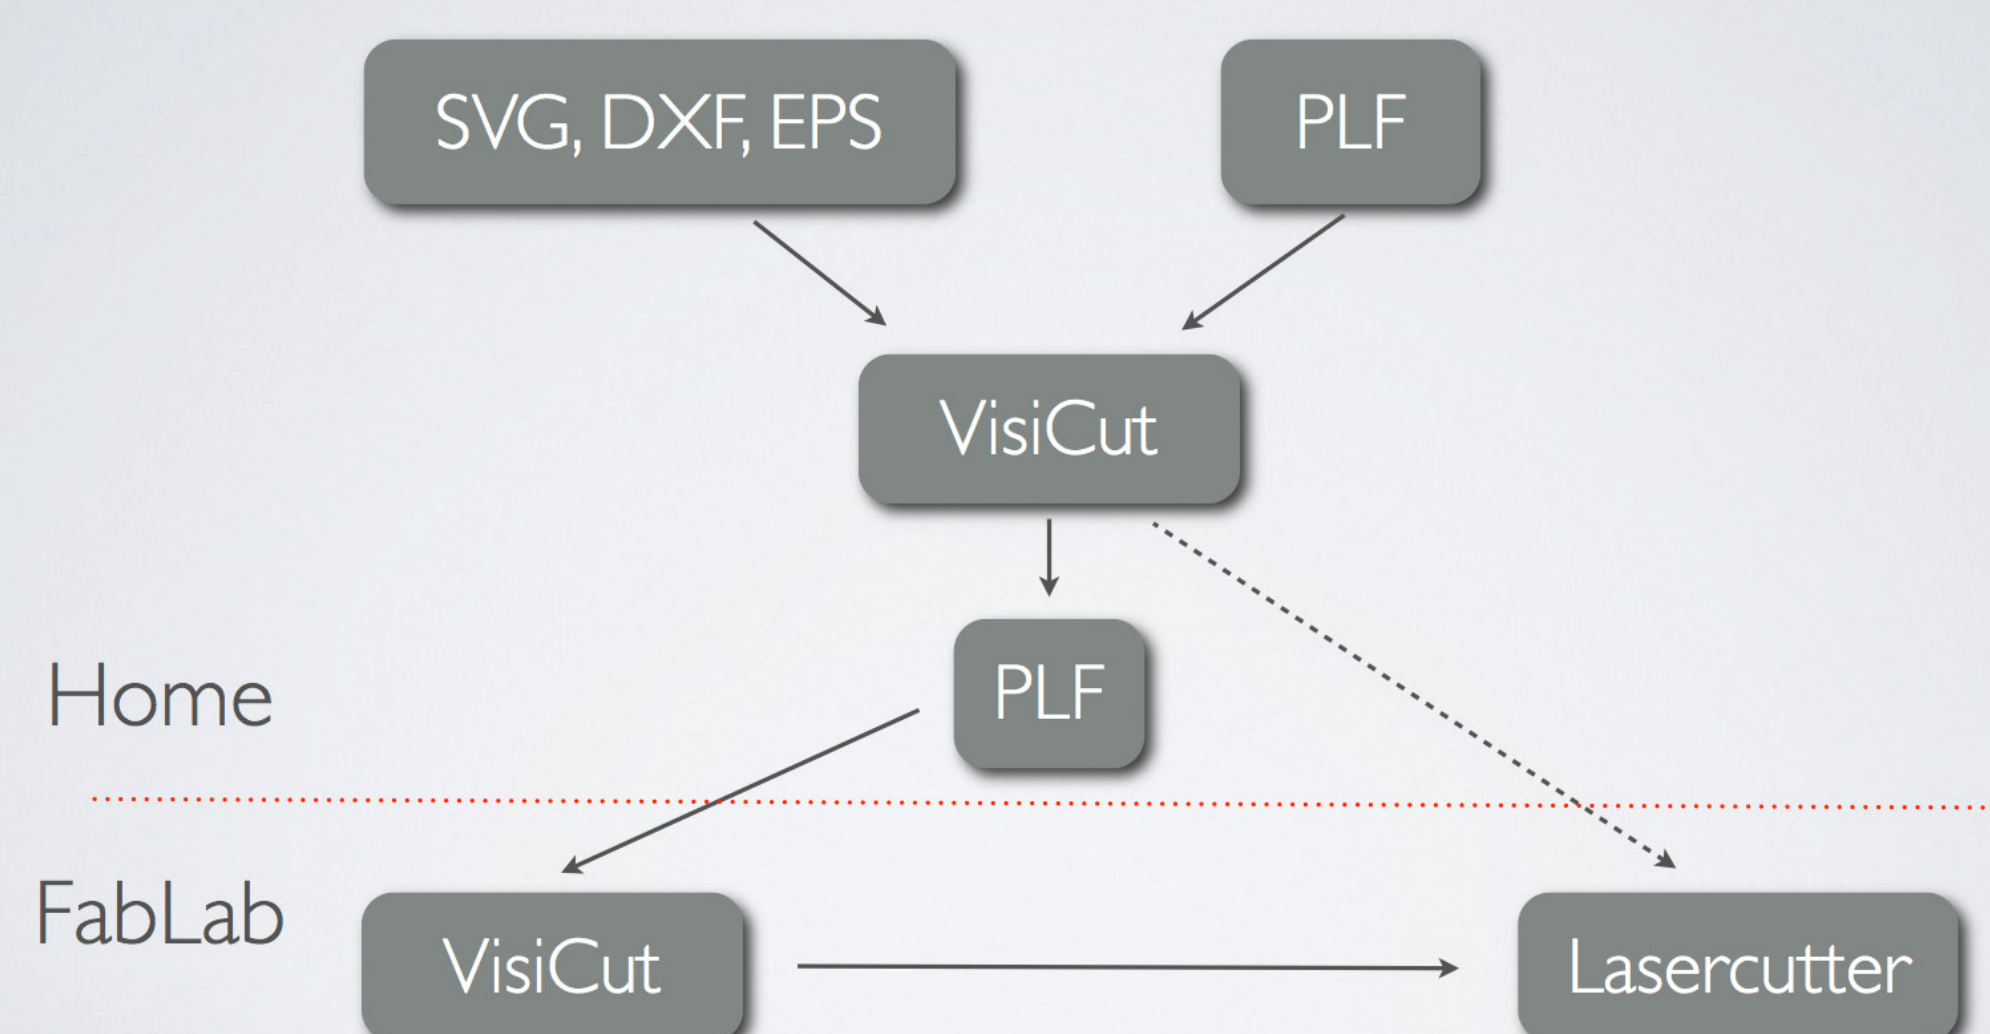 SVG, DXF, EPS
PLF
VisiCut
PLF
Home
FabLab
VisiCut
Lasercutter